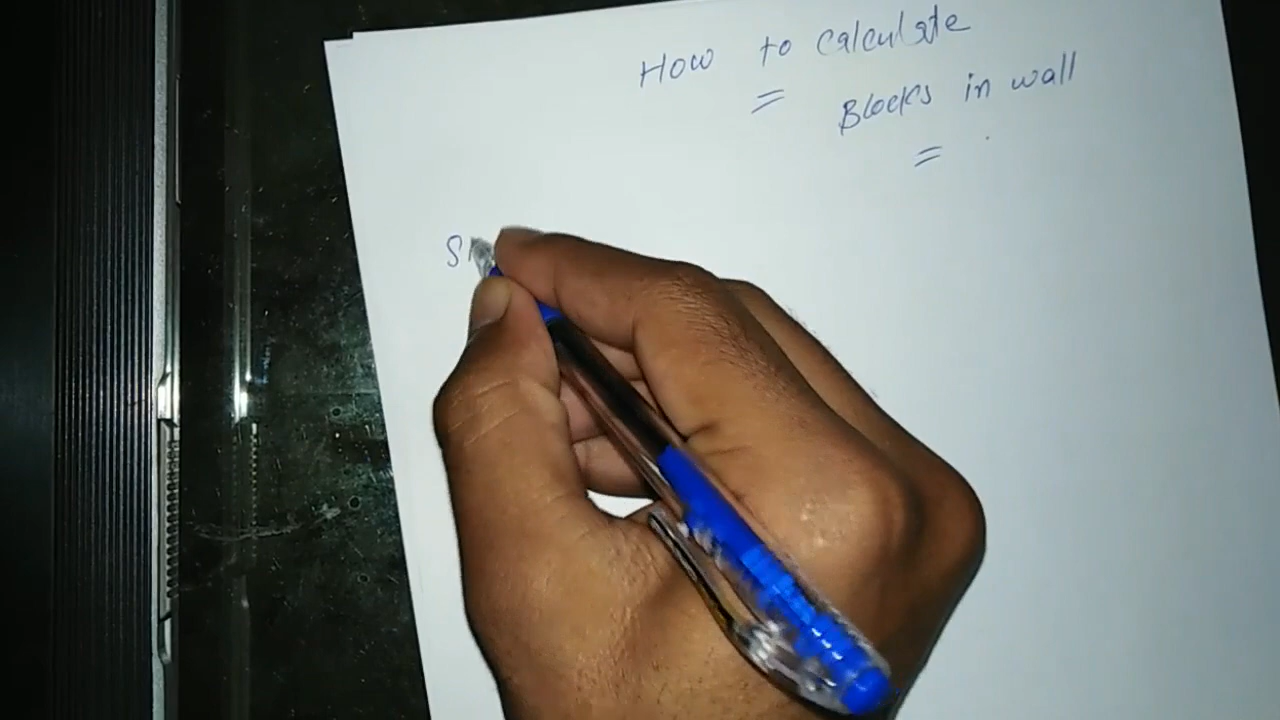 How to calculate
=
Blocks in wall
=